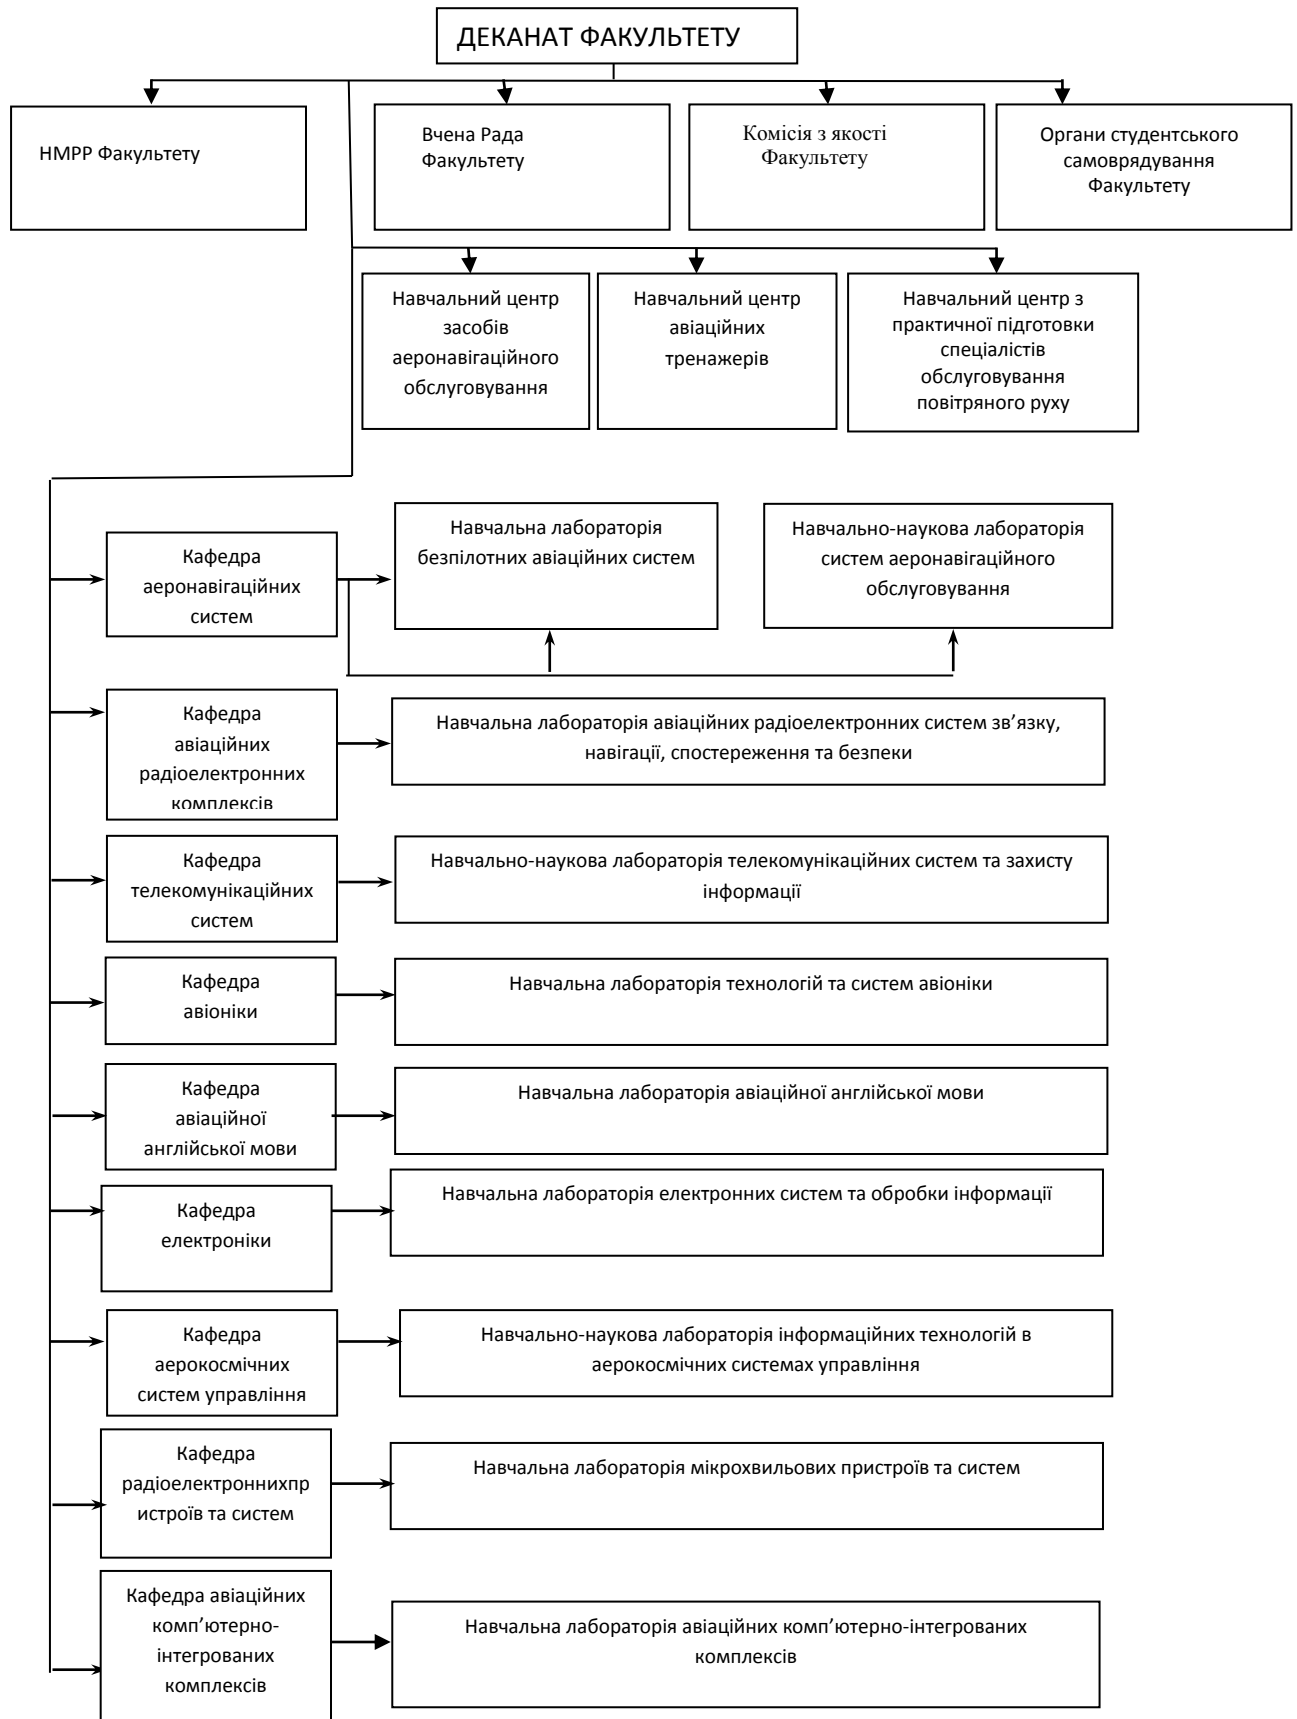 ДЕКАНАТ ФАКУЛЬТЕТУ
НМРР Факультету
Вчена Рада
Факультету
Комісія з якості
Факультету
Органи студентського
самоврядування
Факультету
Навчальний центр
засобів
аеронавігаційного
обслуговування
Навчальний центр
авіаційних
тренажерів
Навчальний центр з
практичної підготовки
спеціалістів
обслуговування
повітряного руху
Кафедра
аеронавігаційних
систем
Навчальна лабораторія
безпілотних авіаційних систем
Навчально-наукова лабораторія
систем аеронавігаційного
обслуговування
Кафедра
авіаційних
радіоелектронних
комплексів
Навчальна лабораторія авіаційних радіоелектронних систем зв’язку,
навігації, спостереження та безпеки
Кафедра
телекомунікаційних
систем
Навчально-наукова лабораторія телекомунікаційних систем та захисту
інформації
Кафедра
авіоніки
Навчальна лабораторія технологій та систем авіоніки
Кафедра
авіаційної
англійської мови
Навчальна лабораторія авіаційної англійської мови
Кафедра
електроніки
Навчальна лабораторія електронних систем та обробки інформації
Кафедра
аерокосмічних
систем управління
Навчально-наукова лабораторія інформаційних технологій в
аерокосмічних системах управління
Кафедра
радіоелектроннихпр
истроїв та систем
Навчальна лабораторія мікрохвильових пристроїв та систем
Кафедра авіаційних
комп’ютерно-
інтегрованих
комплексів
Навчальна лабораторія авіаційних комп’ютерно-інтегрованих
комплексів